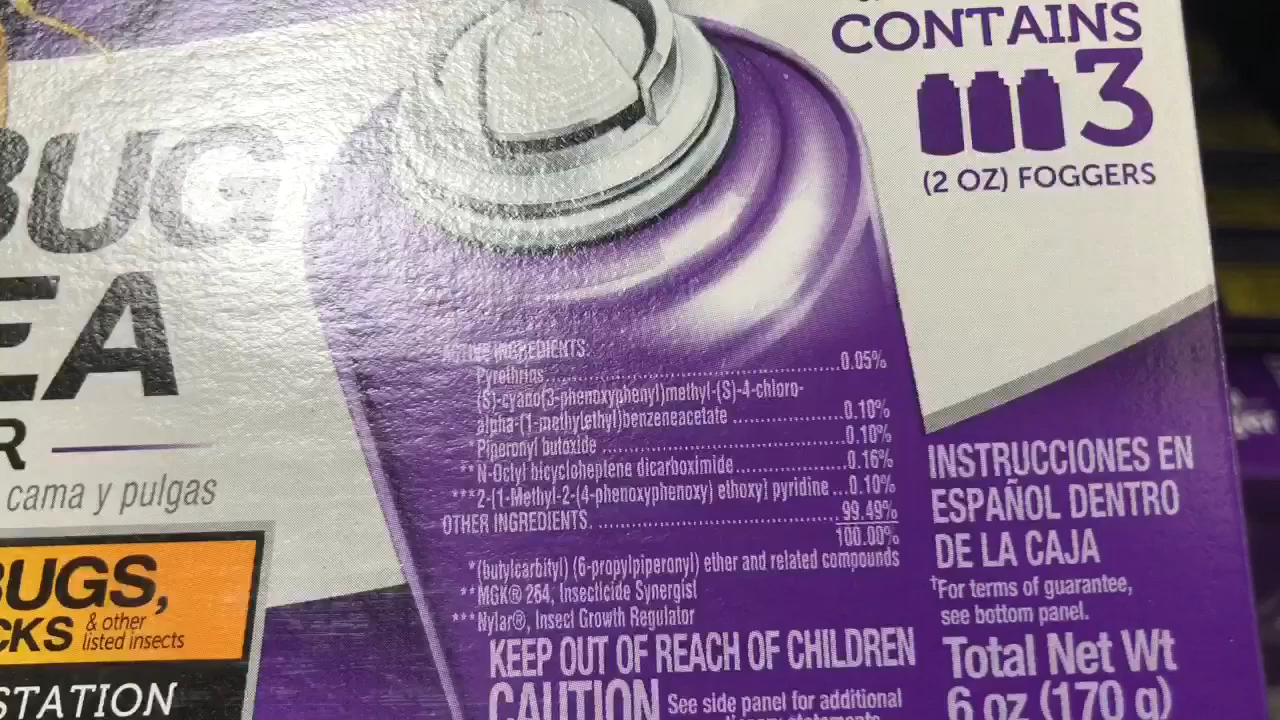 CONTAINS
3
(2 OZ) FOGGERS
BUG
EA
R
cama y pulgas
BUGS,
CKS & other
listed insects
STATION
ACTIVE INGREDIENTS:
Pyrethrins 0.05%
(S)-cyano(3-phenoxyphenyl)methyl-(S)-4-chloro-
alpha-(1-methylethyl)benzeneacetate 0.10%
*Piperonyl butoxide 0.10%
**N-Octyl bicycloheptene dicarboximide 0.16%
***2-[1-Methyl-2-(4-phenoxyphenoxy) ethoxy] pyridine ...0.10%
OTHER INGREDIENTS. 99.49%
100.00%
*(butylcarbityl) (6-propylpiperonyl) ether and related compounds
**MGK® 264, Insecticide Synergist
***Nylar®, Insect Growth Regulator
KEEP OUT OF REACH OF CHILDREN
CAUTION See side panel for additional
statements
INSTRUCCIONES EN
ESPAÑOL DENTRO
DE LA CAJA
†For terms of guarantee,
see bottom panel.
Total Net Wt
6 oz (170 g)